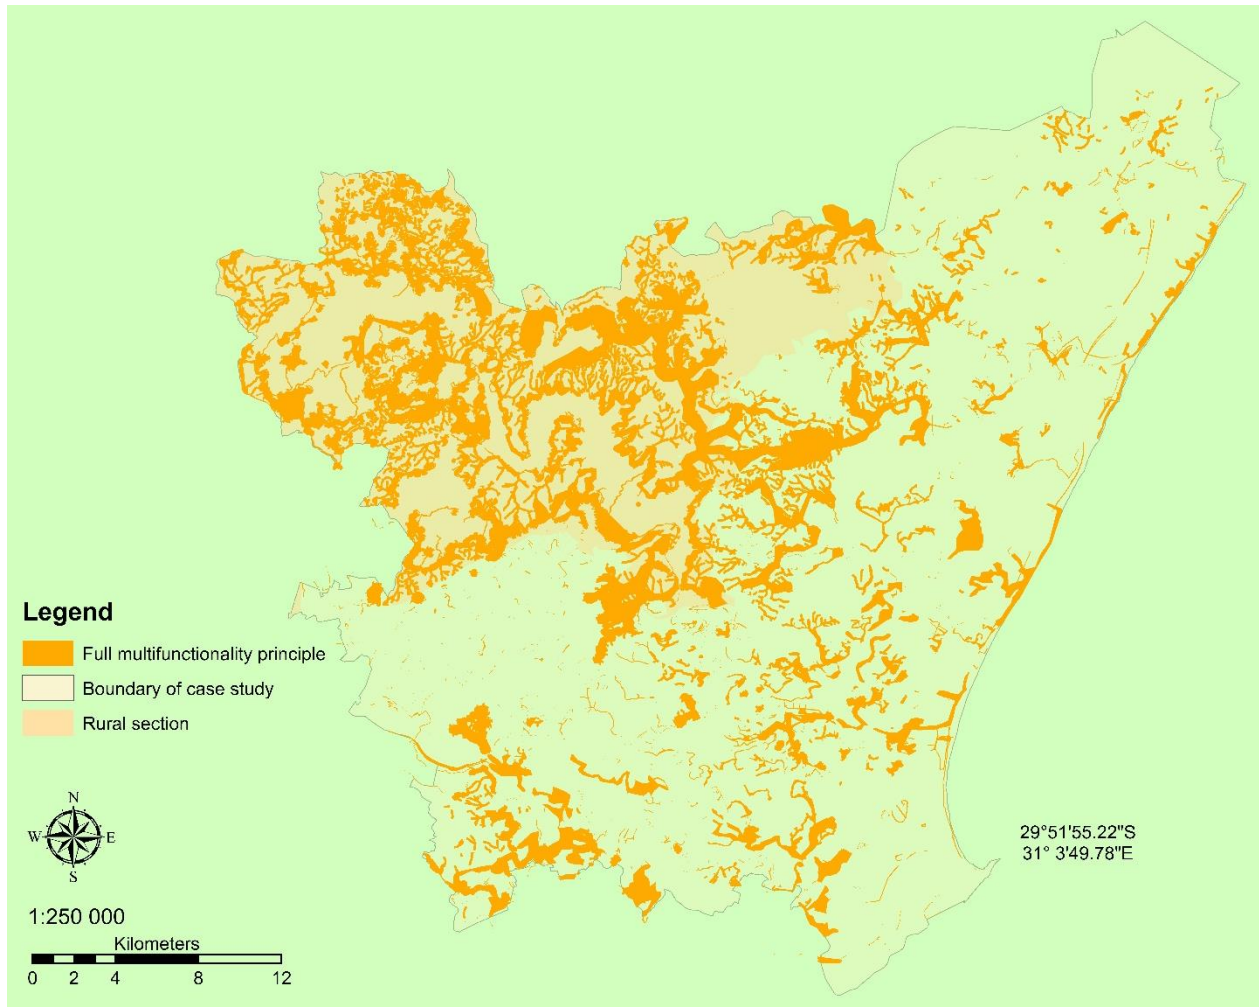 Legend
Full multifunctionality principle
Boundary of case study
Rural section
N
W E
S
1:250 000
Kilometers
0 2 4 8 12
29°51'55.22"S
31° 3'49.78"E